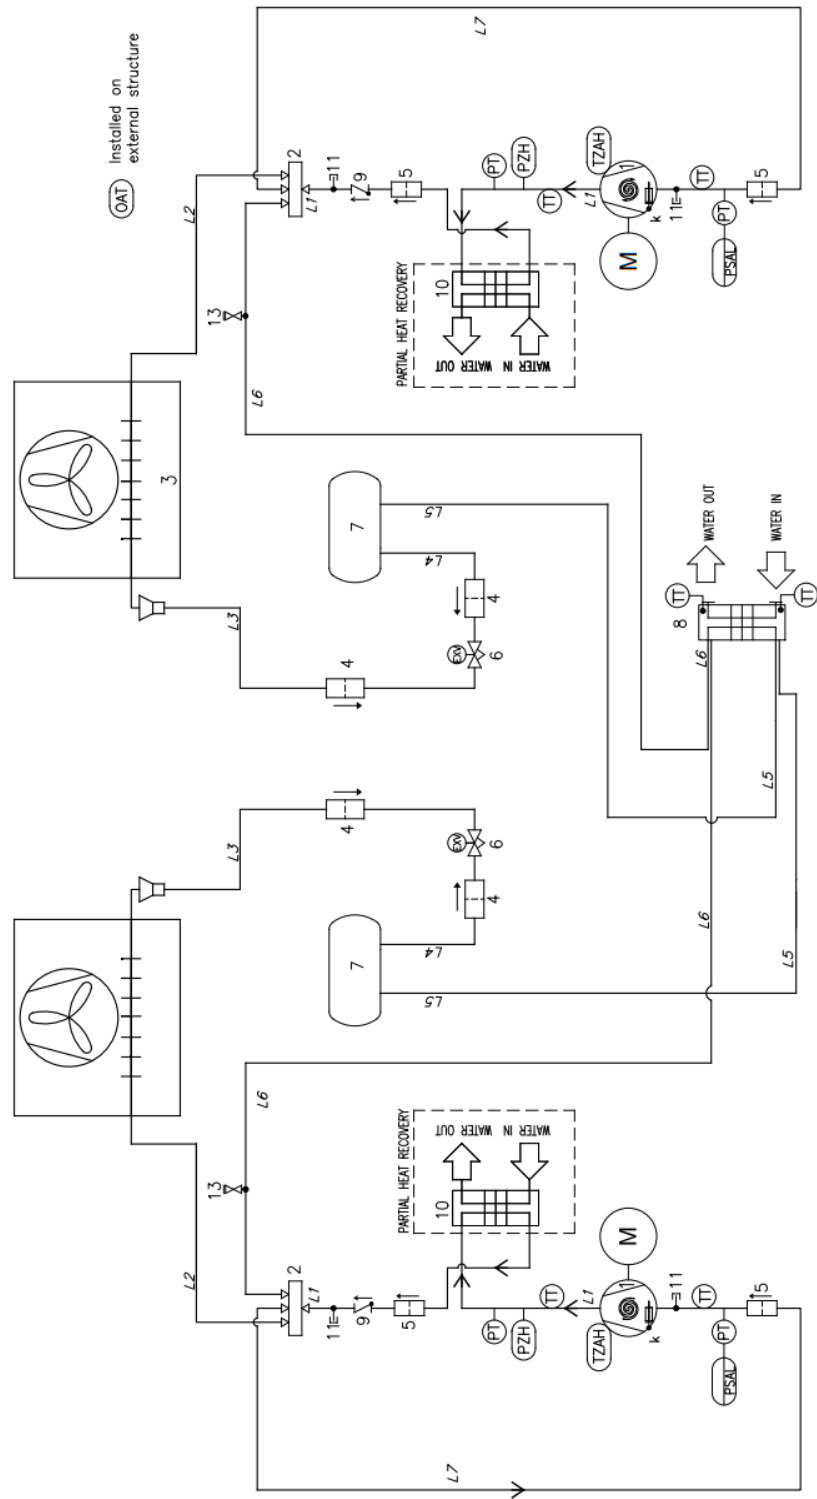 L7
OAT
Installed on
external structure
2
L2
L1
11
9
5
13
PT
PZH
TT
TZAH
L1
1
k
11
TT
PT
PSAL
5
M
PARTIAL HEAT RECOVERY
10
WATER OUT
WATER IN
L6
3
7
L5
L4
4
EXV
6
L3
4
WATER OUT
WATER IN
TT
TT
8
L6
L5
4
L3
EXV
6
4
7
L4
L5
L6
L5
L6
PARTIAL HEAT RECOVERY
WATER IN
WATER OUT
10
13
L2
2
L1
11
9
5
PT
PZH
TT
TZAH
L1
1
k
M
11
TT
PT
PSAL
5
L7